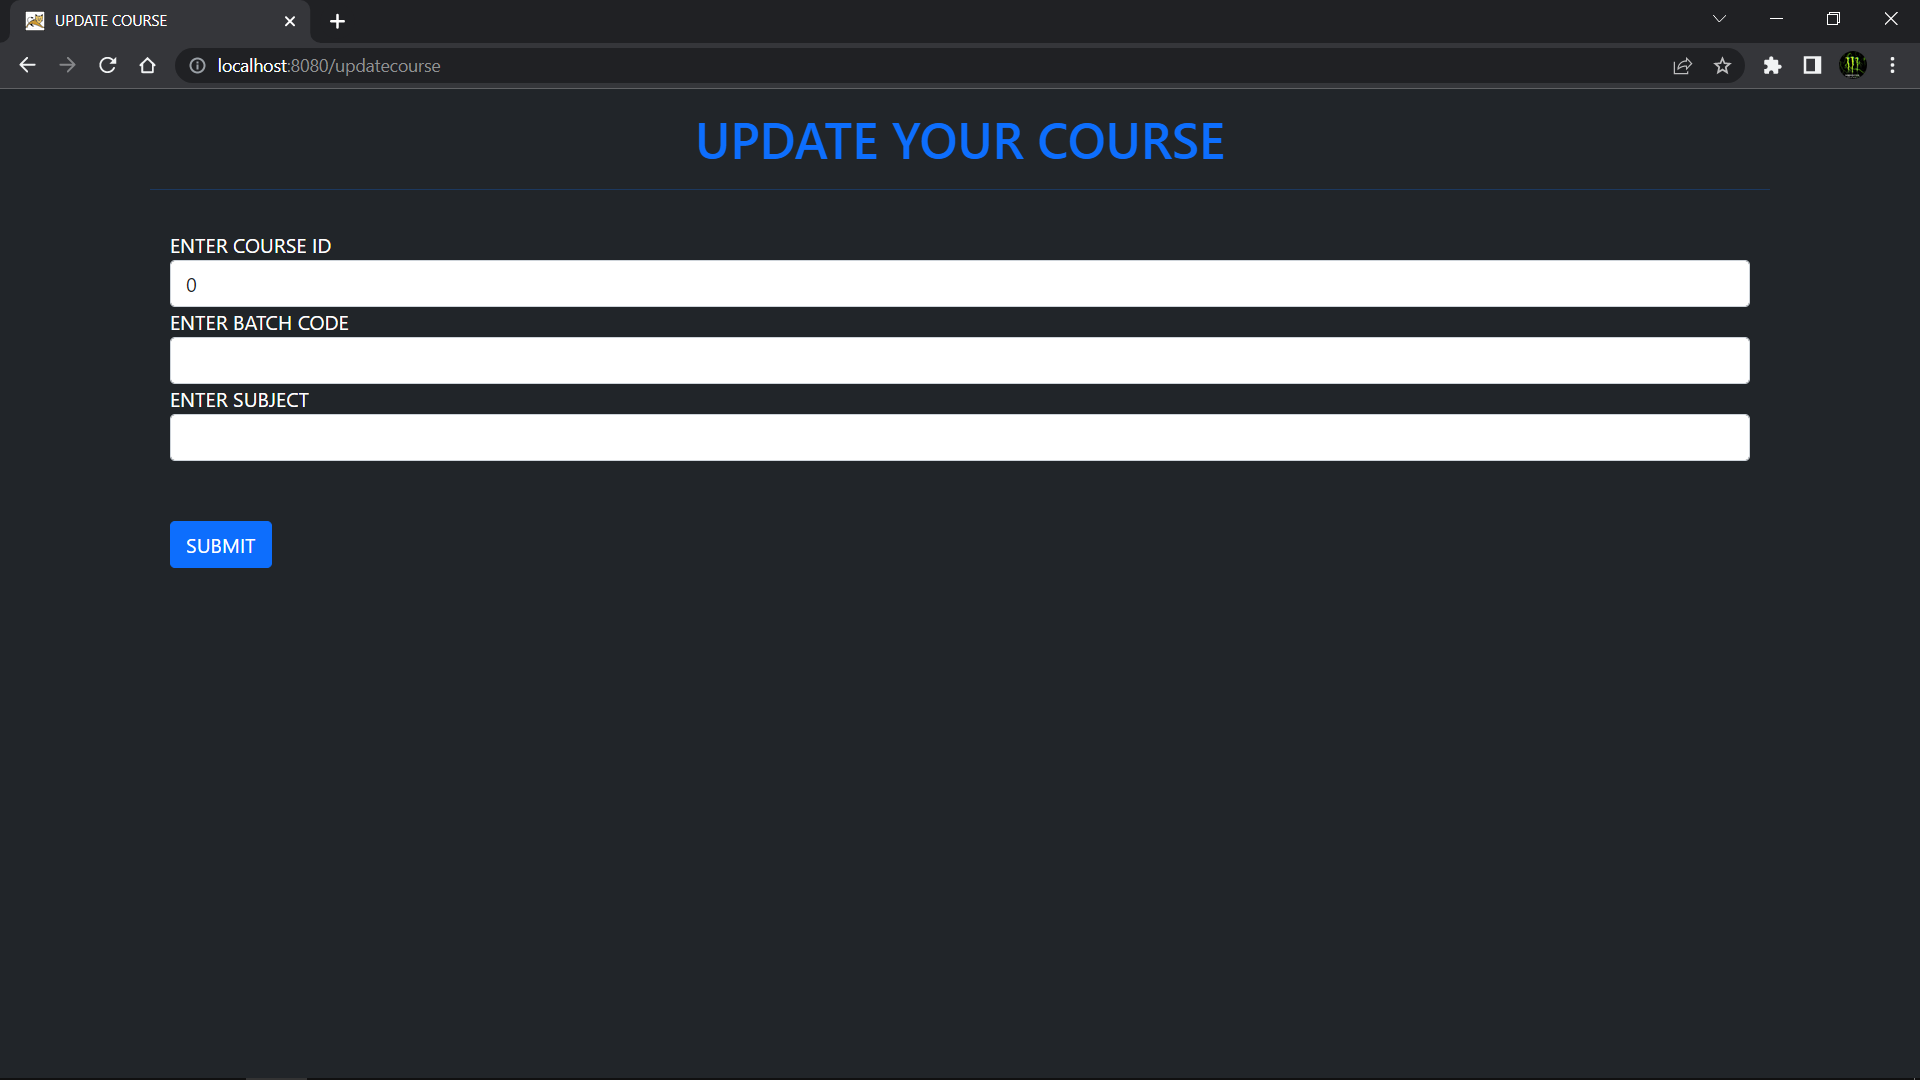 UPDATE COURSE
localhost:8080/updatecourse
UPDATE YOUR COURSE
ENTER COURSE ID
0
ENTER BATCH CODE
ENTER SUBJECT
SUBMIT